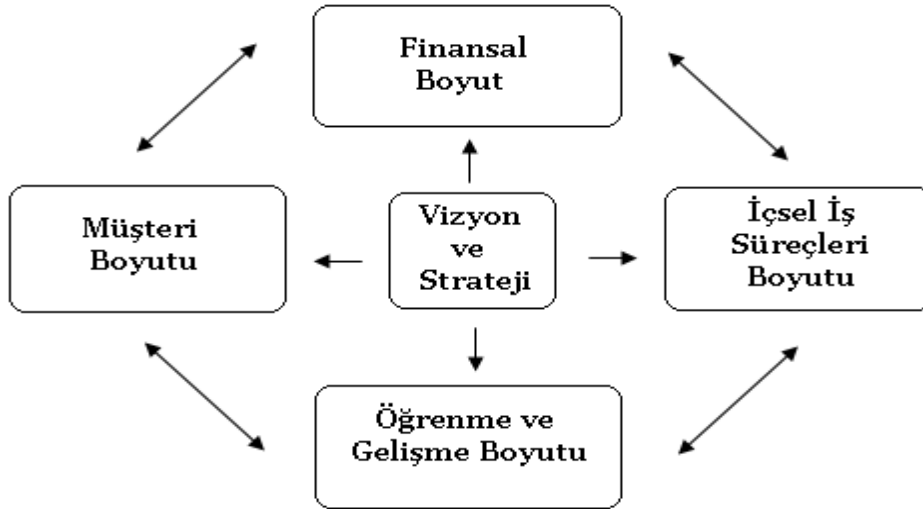 Finansal
Boyut
Müşteri
Boyutu
Vizyon
ve
Strateji
İçsel İş
Süreçleri
Boyutu
Öğrenme ve
Gelişme Boyutu